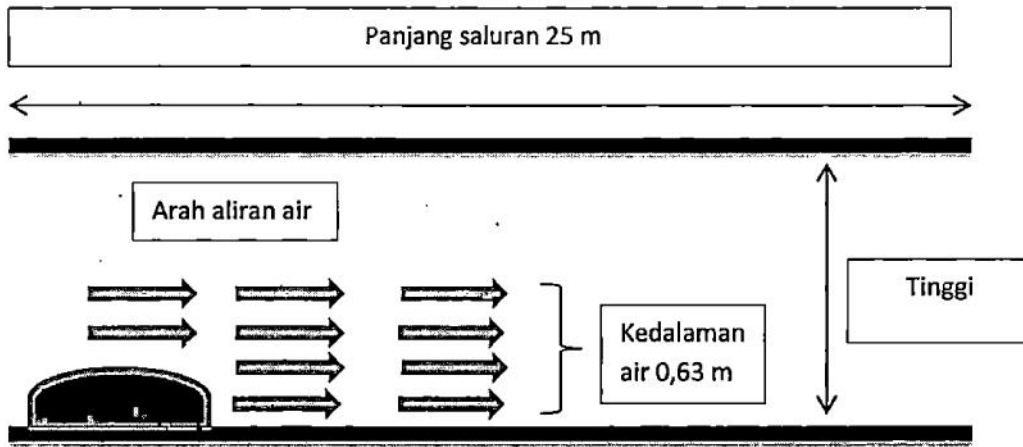 Panjang saluran 25 m
Arah aliran air
Tinggi
Kedalaman
air 0,63 m